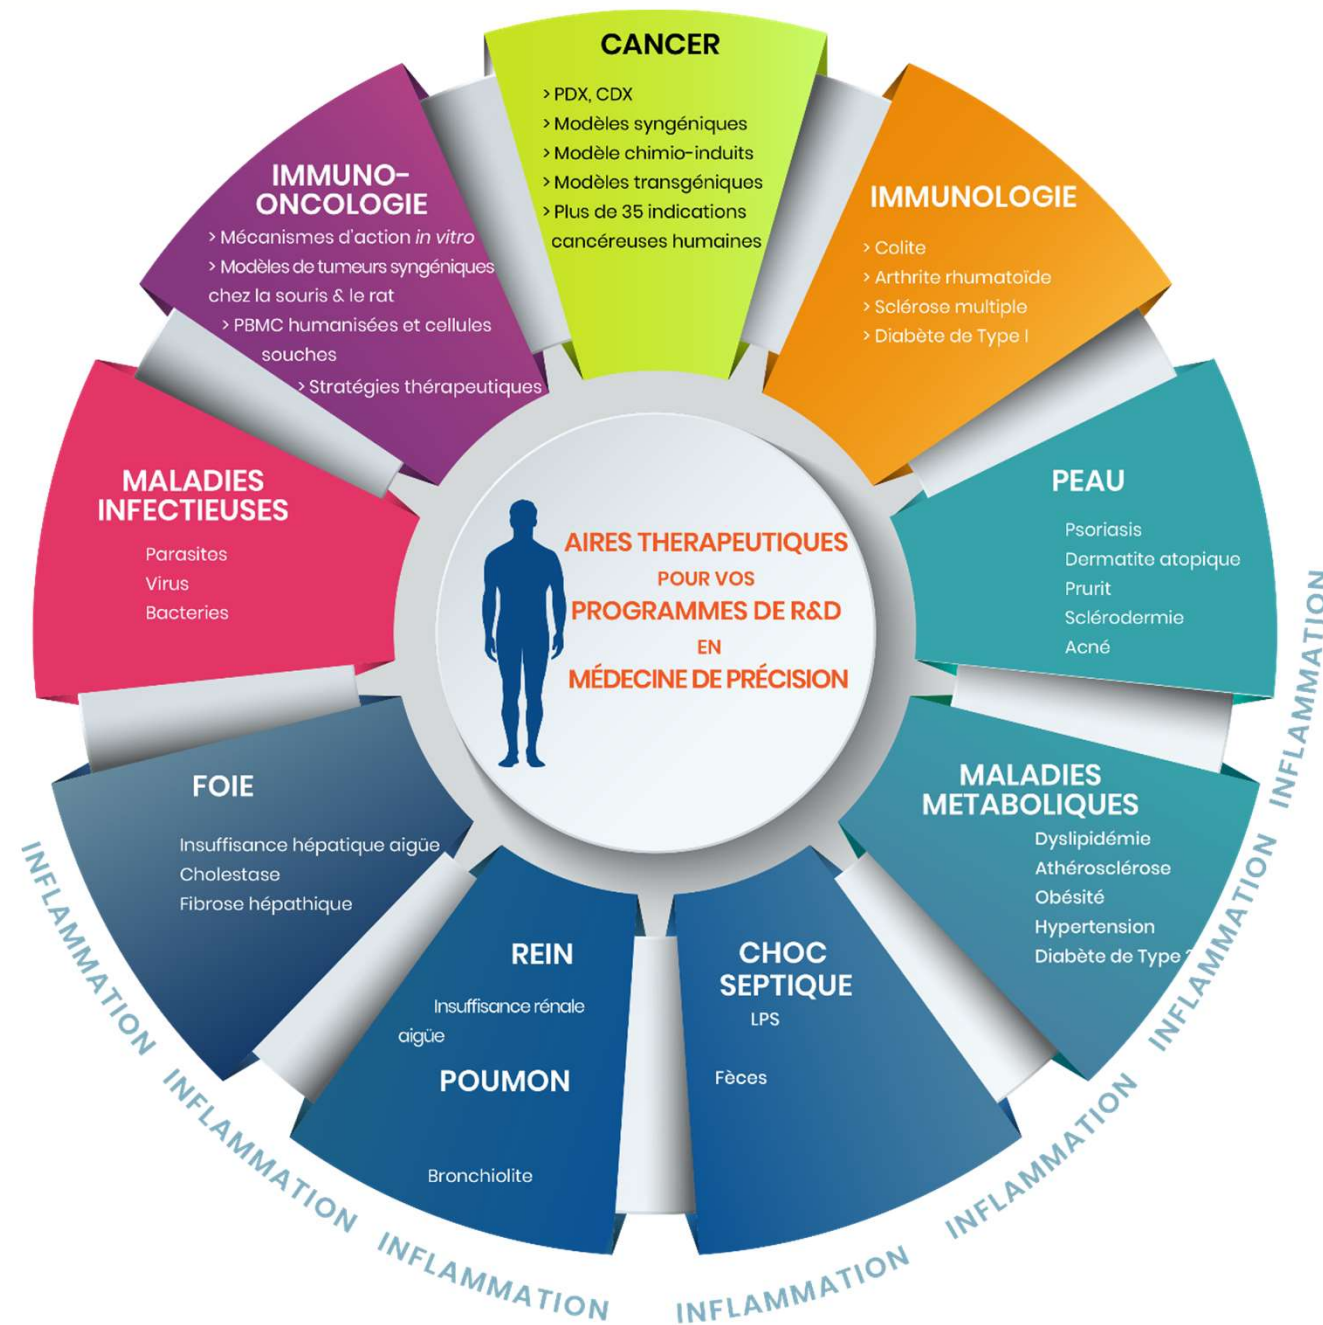 CANCER
> PDX, CDX
> Modèles syngéniques
> Modèle chimio-induits
> Modèles transgéniques
> Plus de 35 indications
cancéreuses humaines
IMMUNOLOGIE
> Colite
> Arthrite rhumatoïde
> Sclérose multiple
> Diabète de Type I
PEAU
Psoriasis
Dermatite atopique
Prurit
Sclérodermie
Acné
MALADIES
METABOLIQUES
Dyslipidémie
Athérosclérose
Obésité
Hypertension
Diabète de Type
CHOC
SEPTIQUE
LPS
Fèces
REIN
Insuffisance rénale
aigüe
POUMON
Bronchiolite
FOIE
Insuffisance hépatique aigüe
Cholestase
Fibrose hépathique
MALADIES
INFECTIEUSES
Parasites
Virus
Bacteries
IMMUNO-
ONCOLOGIE
> Mécanismes d'action in vitro
> Modèles de tumeurs syngéniques
chez la souris & le rat
> PBMC humanisées et cellules
souches
> Stratégies thérapeutiques
AIRES THERAPEUTIQUES
POUR VOS
PROGRAMMES DE R&D
EN
MÉDECINE DE PRÉCISION
INFLAMMATION
INFLAMMATION
INFLAMMATION
INFLAMMATION
INFLAMMATION
INFLAMMATION
INFLAMMATION
INFLAMMATION